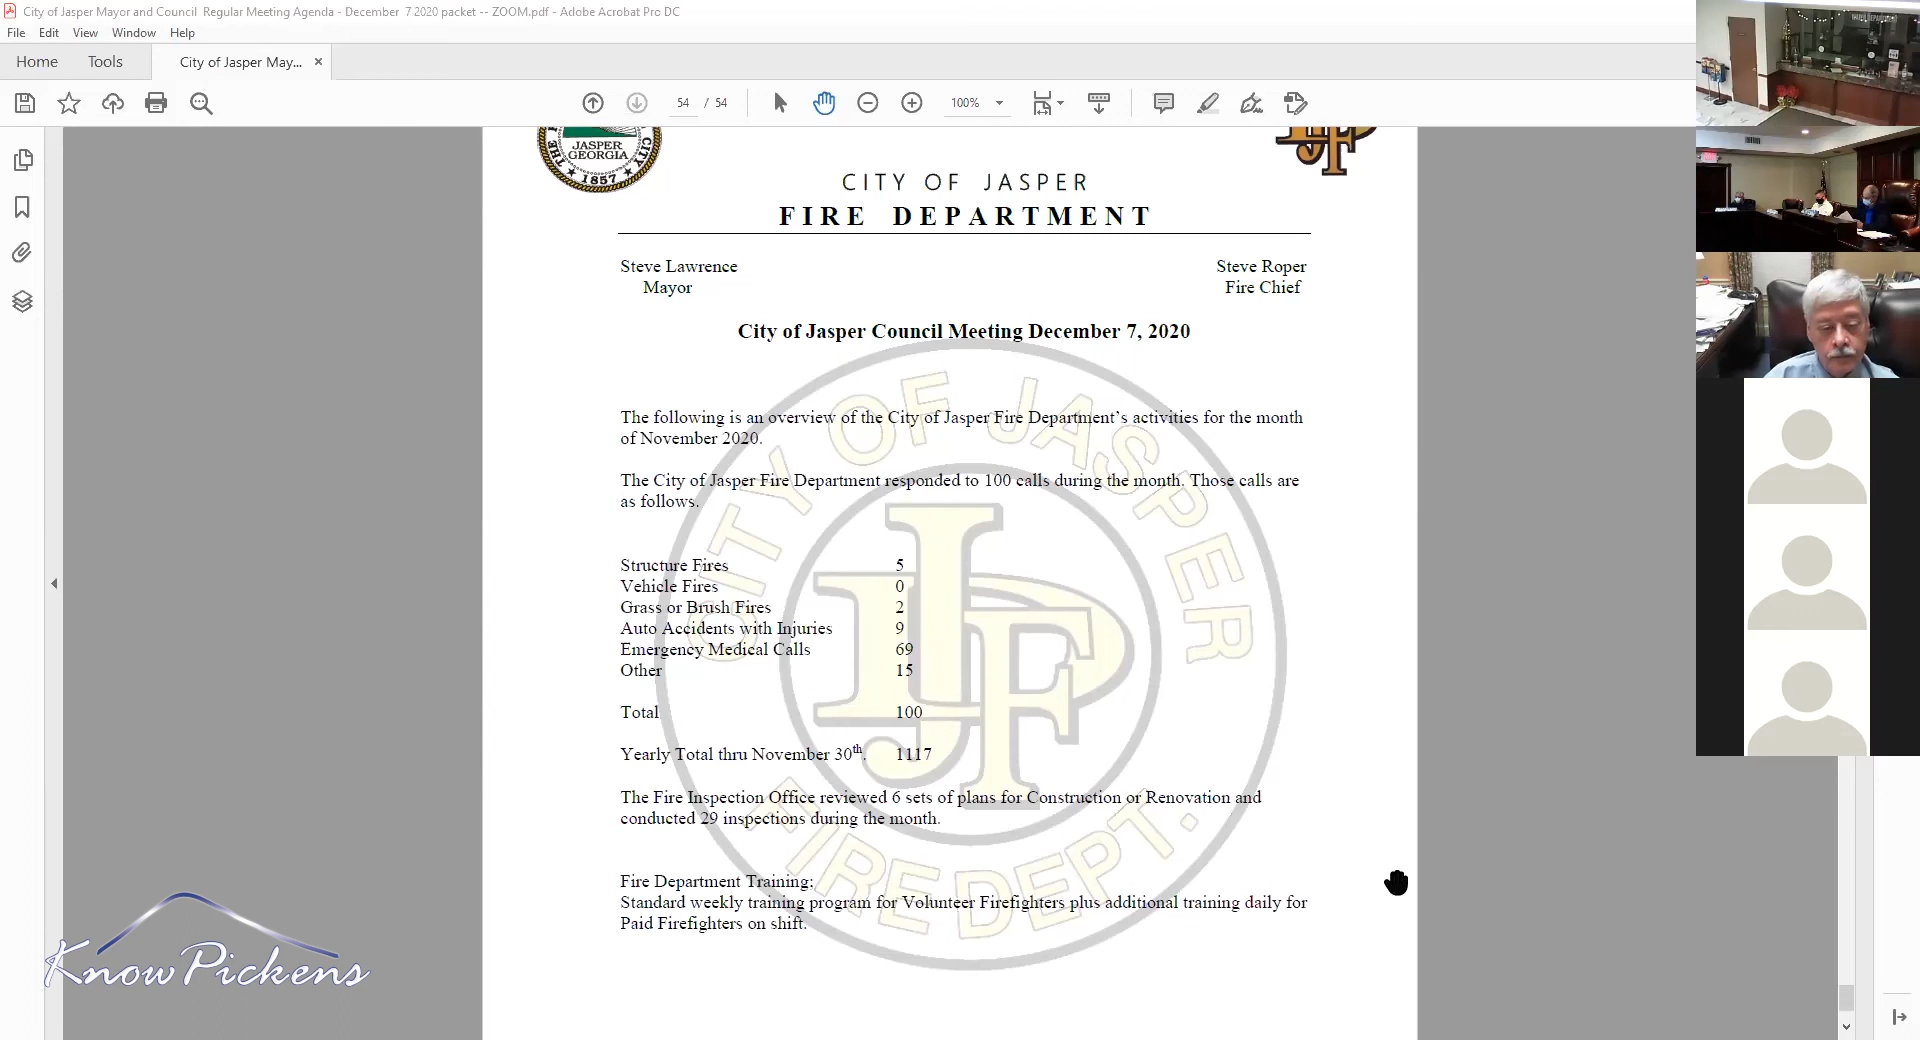 City of Jasper Mayor and Council  Regular Meeting Agenda - December  7 2020 packet -- ZOOM.pdf - Adobe Acrobat Pro DC
File Edit View Window Help
Home Tools City of Jasper May... ×
54 / 54 100%
JASPER
GEORGIA
THE CITY
1857
JFD
CITY OF JASPER
FIRE DEPARTMENT
Steve Lawrence Steve Roper
Mayor Fire Chief
City of Jasper Council Meeting December 7, 2020
The following is an overview of the City of Jasper Fire Department's activities for the month
of November 2020.
The City of Jasper Fire Department responded to 100 calls during the month. Those calls are
as follows.
Structure Fires 5
Vehicle Fires 0
Grass or Brush Fires 2
Auto Accidents with Injuries 9
Emergency Medical Calls 69
Other 15
Total 100
Yearly Total thru November 30th. 1117
The Fire Inspection Office reviewed 6 sets of plans for Construction or Renovation and
conducted 29 inspections during the month.
Fire Department Training;
Standard weekly training program for Volunteer Firefighters plus additional training daily for
Paid Firefighters on shift.
CITY OF JASPER
JFD
FIRE DEPT.
KnowPickens